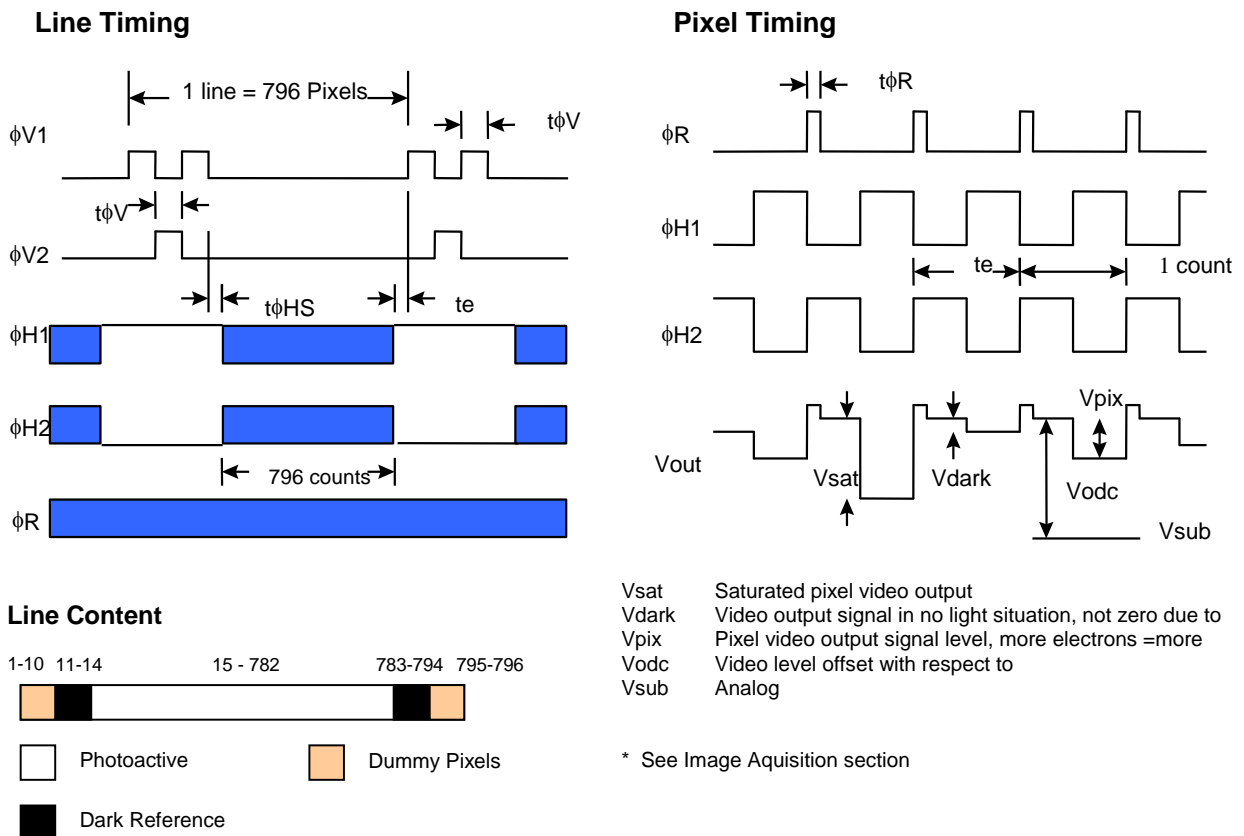 Line Timing
1 line = 796 Pixels
ϕV1
tϕV
tϕV
ϕV2
tϕHS
te
ϕH1
ϕH2
796 counts
ϕR
Line Content
1-10 11-14 15 - 782 783-794 795-796
Photoactive
Dummy Pixels
Dark Reference
Pixel Timing
tϕR
ϕR
ϕH1
te
1 count
ϕH2
Vpix
Vout
Vsat
Vdark
Vodc
Vsub
Vsat Saturated pixel video output
Vdark Video output signal in no light situation, not zero due to
Vpix Pixel video output signal level, more electrons =more
Vodc Video level offset with respect to
Vsub Analog
* See Image Aquisition section